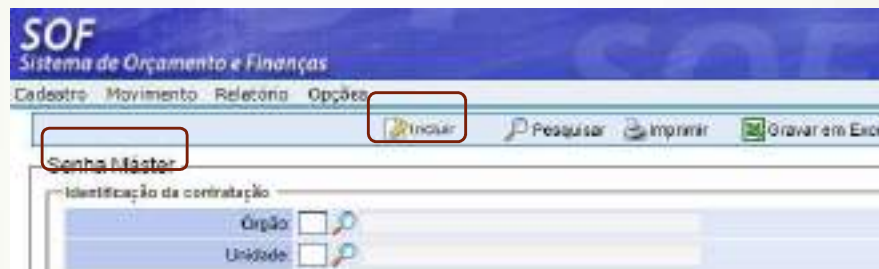 SOF
Sistema de Orçamento e Finanças
SOF
Cadastro Movimento Relatório Opções
Incluir Pesquisar Imprimir Gravar em Exc
Senha Máster
Identificação da contratação
Órgão:
Unidade: